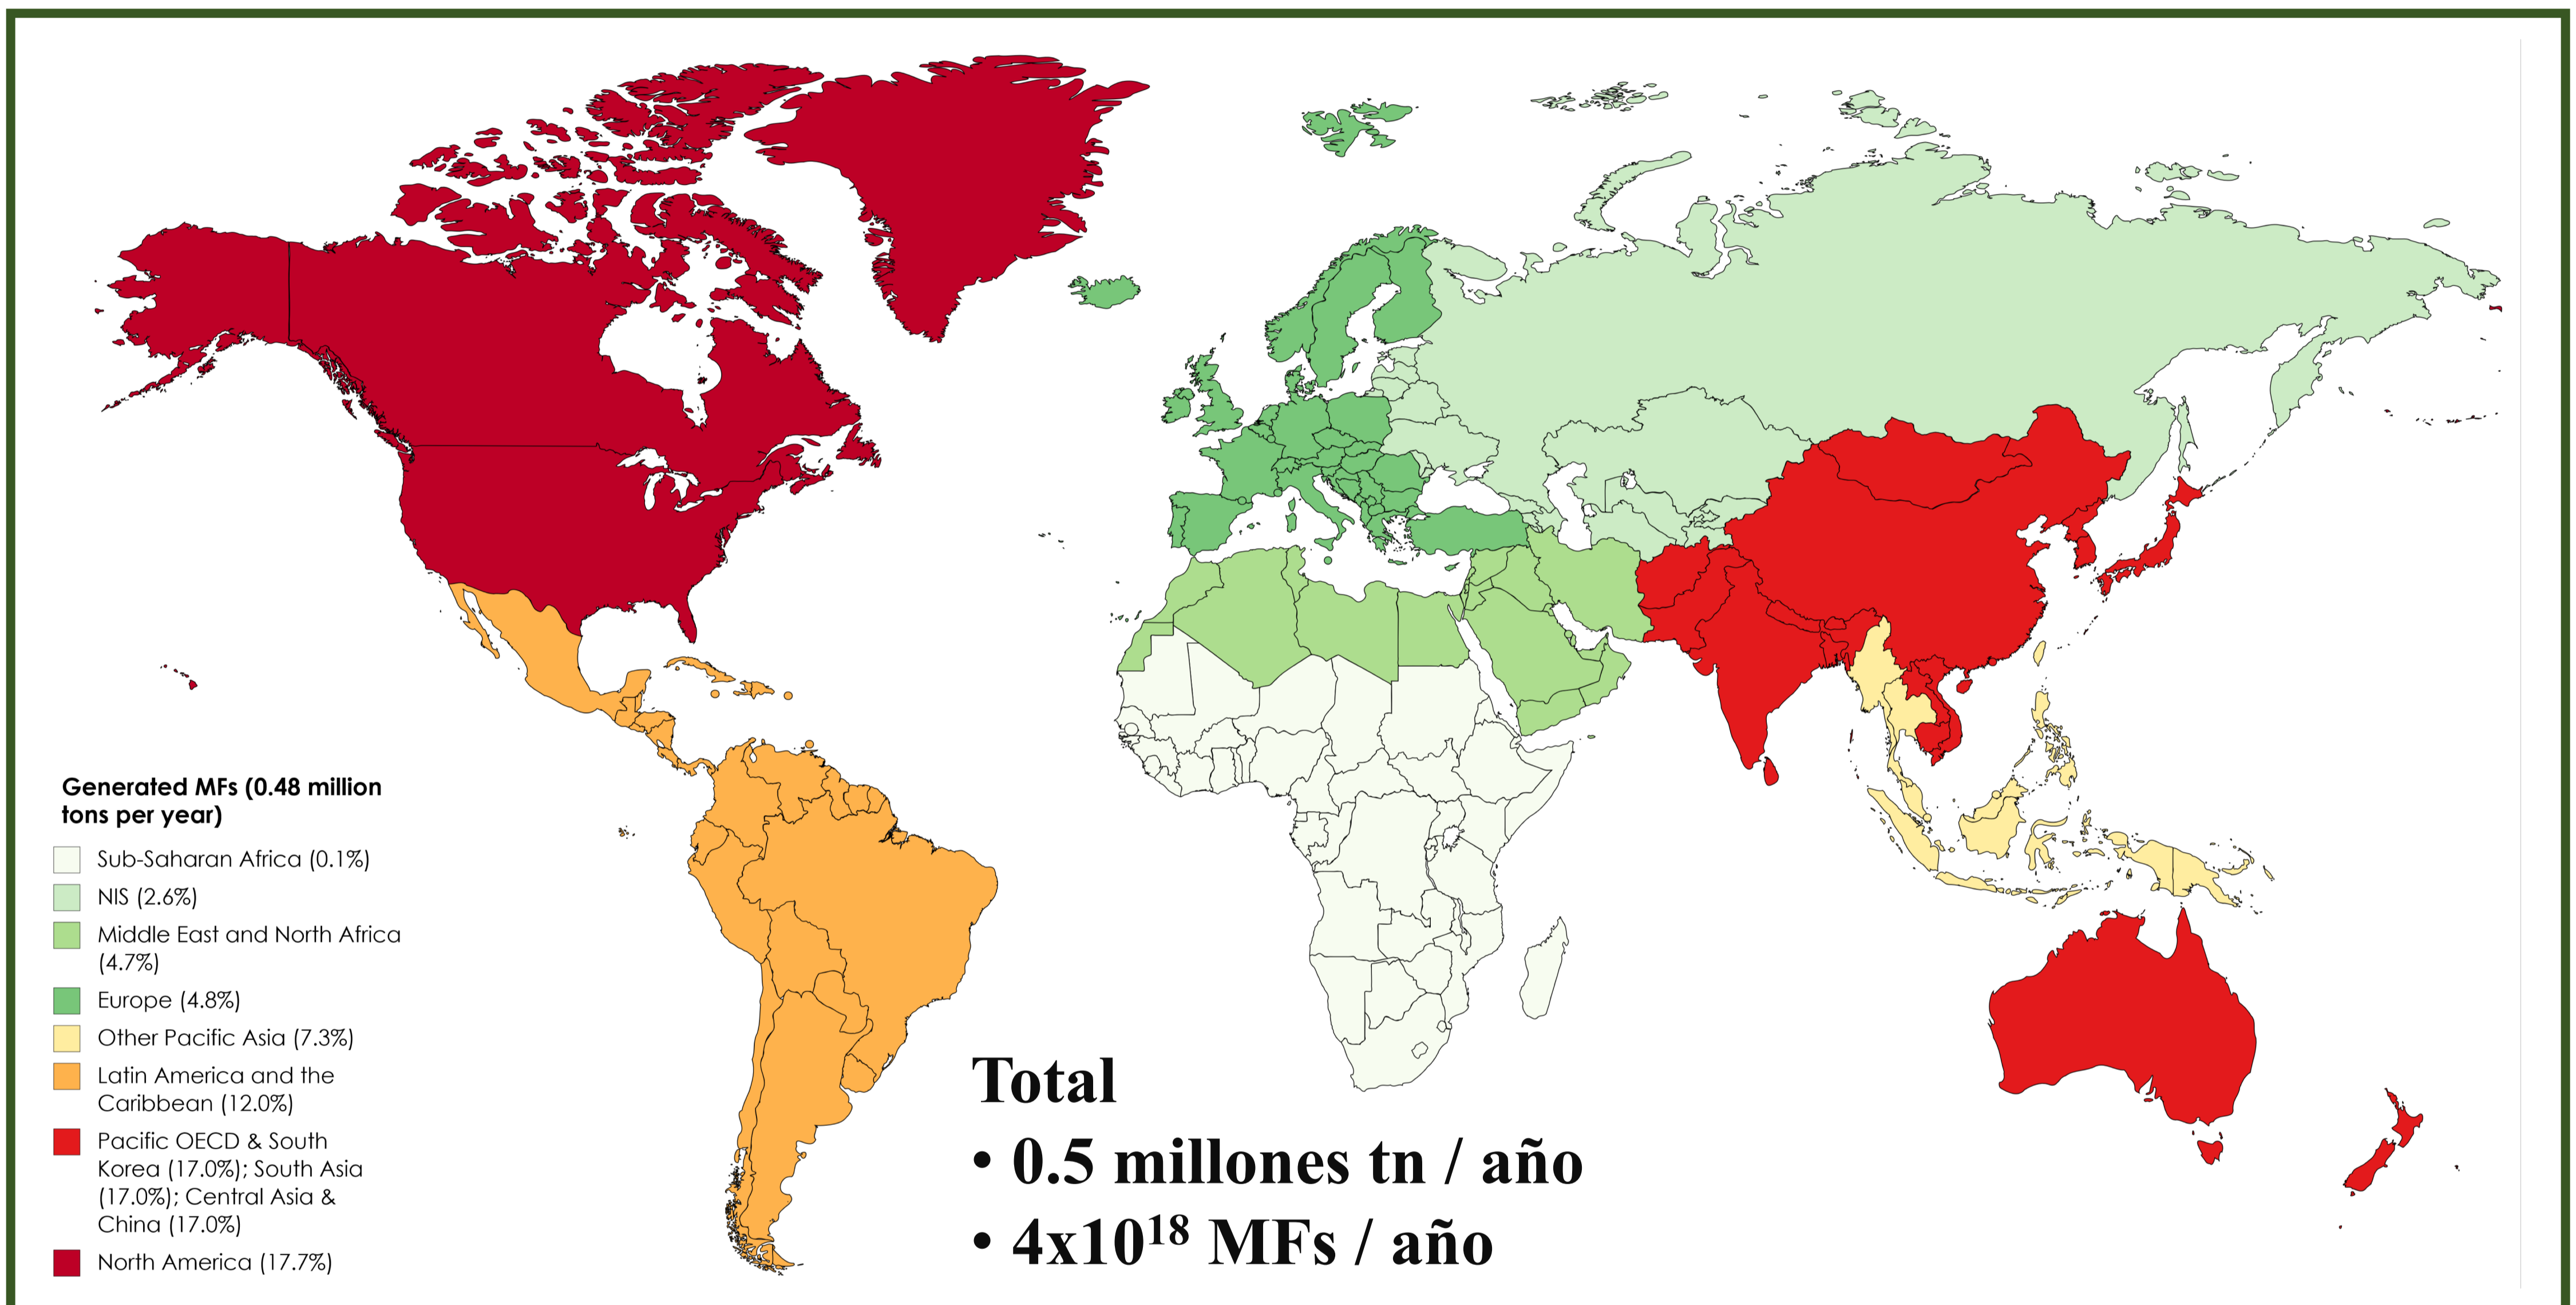 Generated MFs (0.48 million
tons per year)
Sub-Saharan Africa (0.1%)
NIS (2.6%)
Middle East and North Africa
(4.7%)
Europe (4.8%)
Other Pacific Asia (7.3%)
Latin America and the
Caribbean (12.0%)
Pacific OECD & South
Korea (17.0%); South Asia
(17.0%); Central Asia &
China (17.0%)
North America (17.7%)
Total
• 0.5 millones tn / año
• 4x10¹⁸ MFs / año